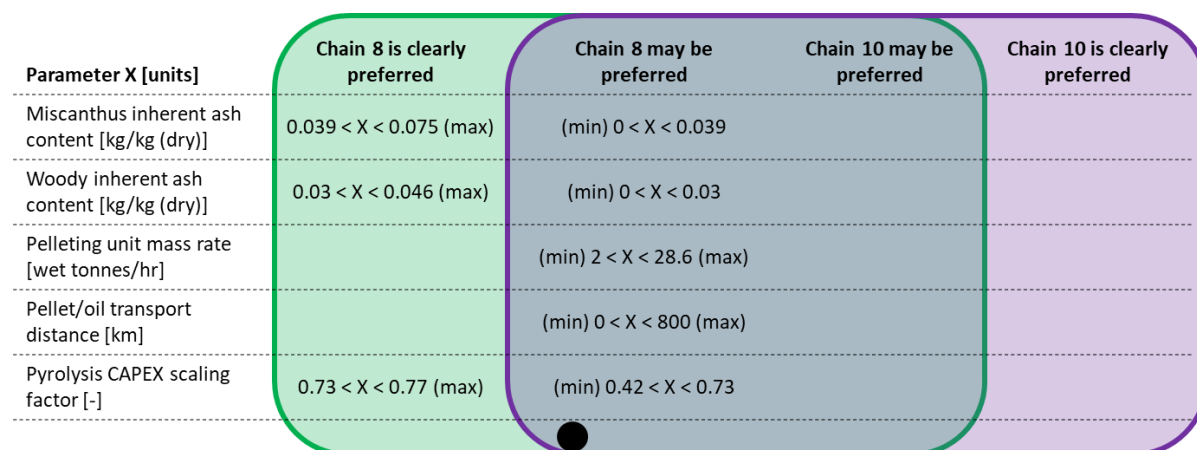 Parameter X [units]
Chain 8 is clearly
preferred
Chain 8 may be
preferred
Chain 10 may be
preferred
Chain 10 is clearly
preferred
Miscanthus inherent ash
content [kg/kg (dry)]
0.039 < X < 0.075 (max)
(min) 0 < X < 0.039
Woody inherent ash
content [kg/kg (dry)]
0.03 < X < 0.046 (max)
(min) 0 < X < 0.03
Pelleting unit mass rate
[wet tonnes/hr]
(min) 2 < X < 28.6 (max)
Pellet/oil transport
distance [km]
(min) 0 < X < 800 (max)
Pyrolysis CAPEX scaling
factor [-]
0.73 < X < 0.77 (max)
(min) 0.42 < X < 0.73